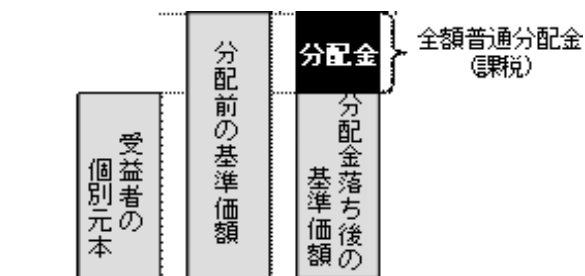 受益者の
個別元本
分配前の基準価額
分配金
分配金落ち後の
基準価額
全額普通分配金
(課税)